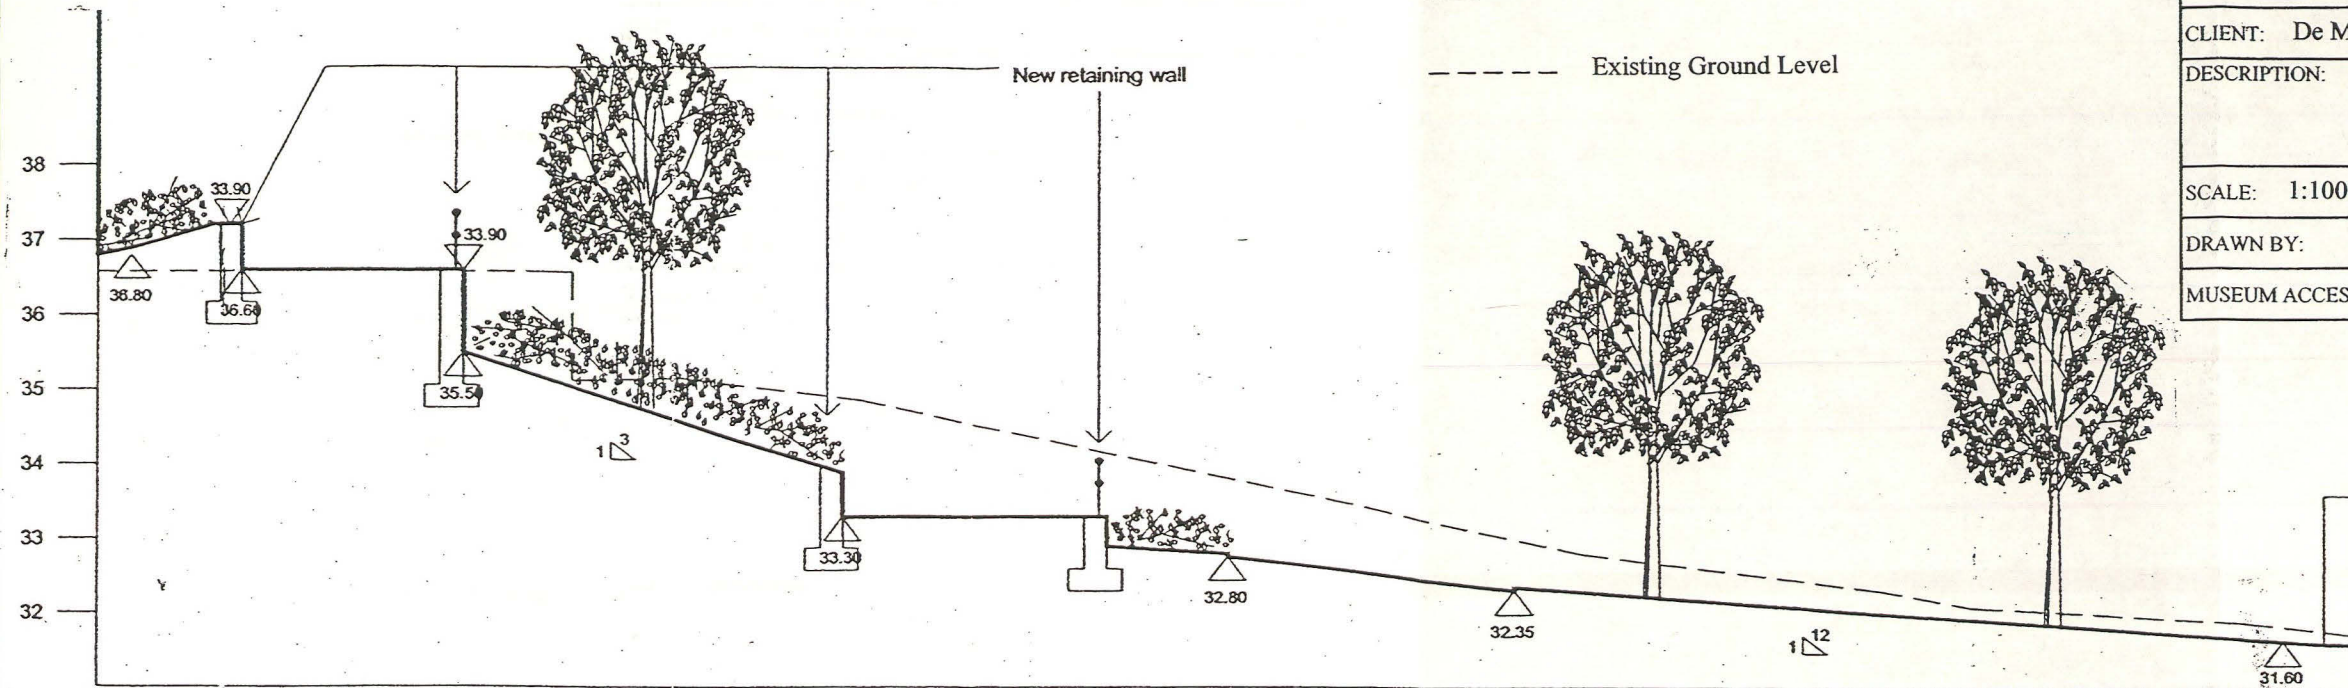 CLIENT: De M
DESCRIPTION:
SCALE: 1:100
DRAWN BY:
MUSEUM ACCES
New retaining wall
Existing Ground Level
38
37
36
35
34
33
32
33.90
36.80
36.60
33.90
35.50
1 3
33.30
32.80
32.35
1 12
31.60